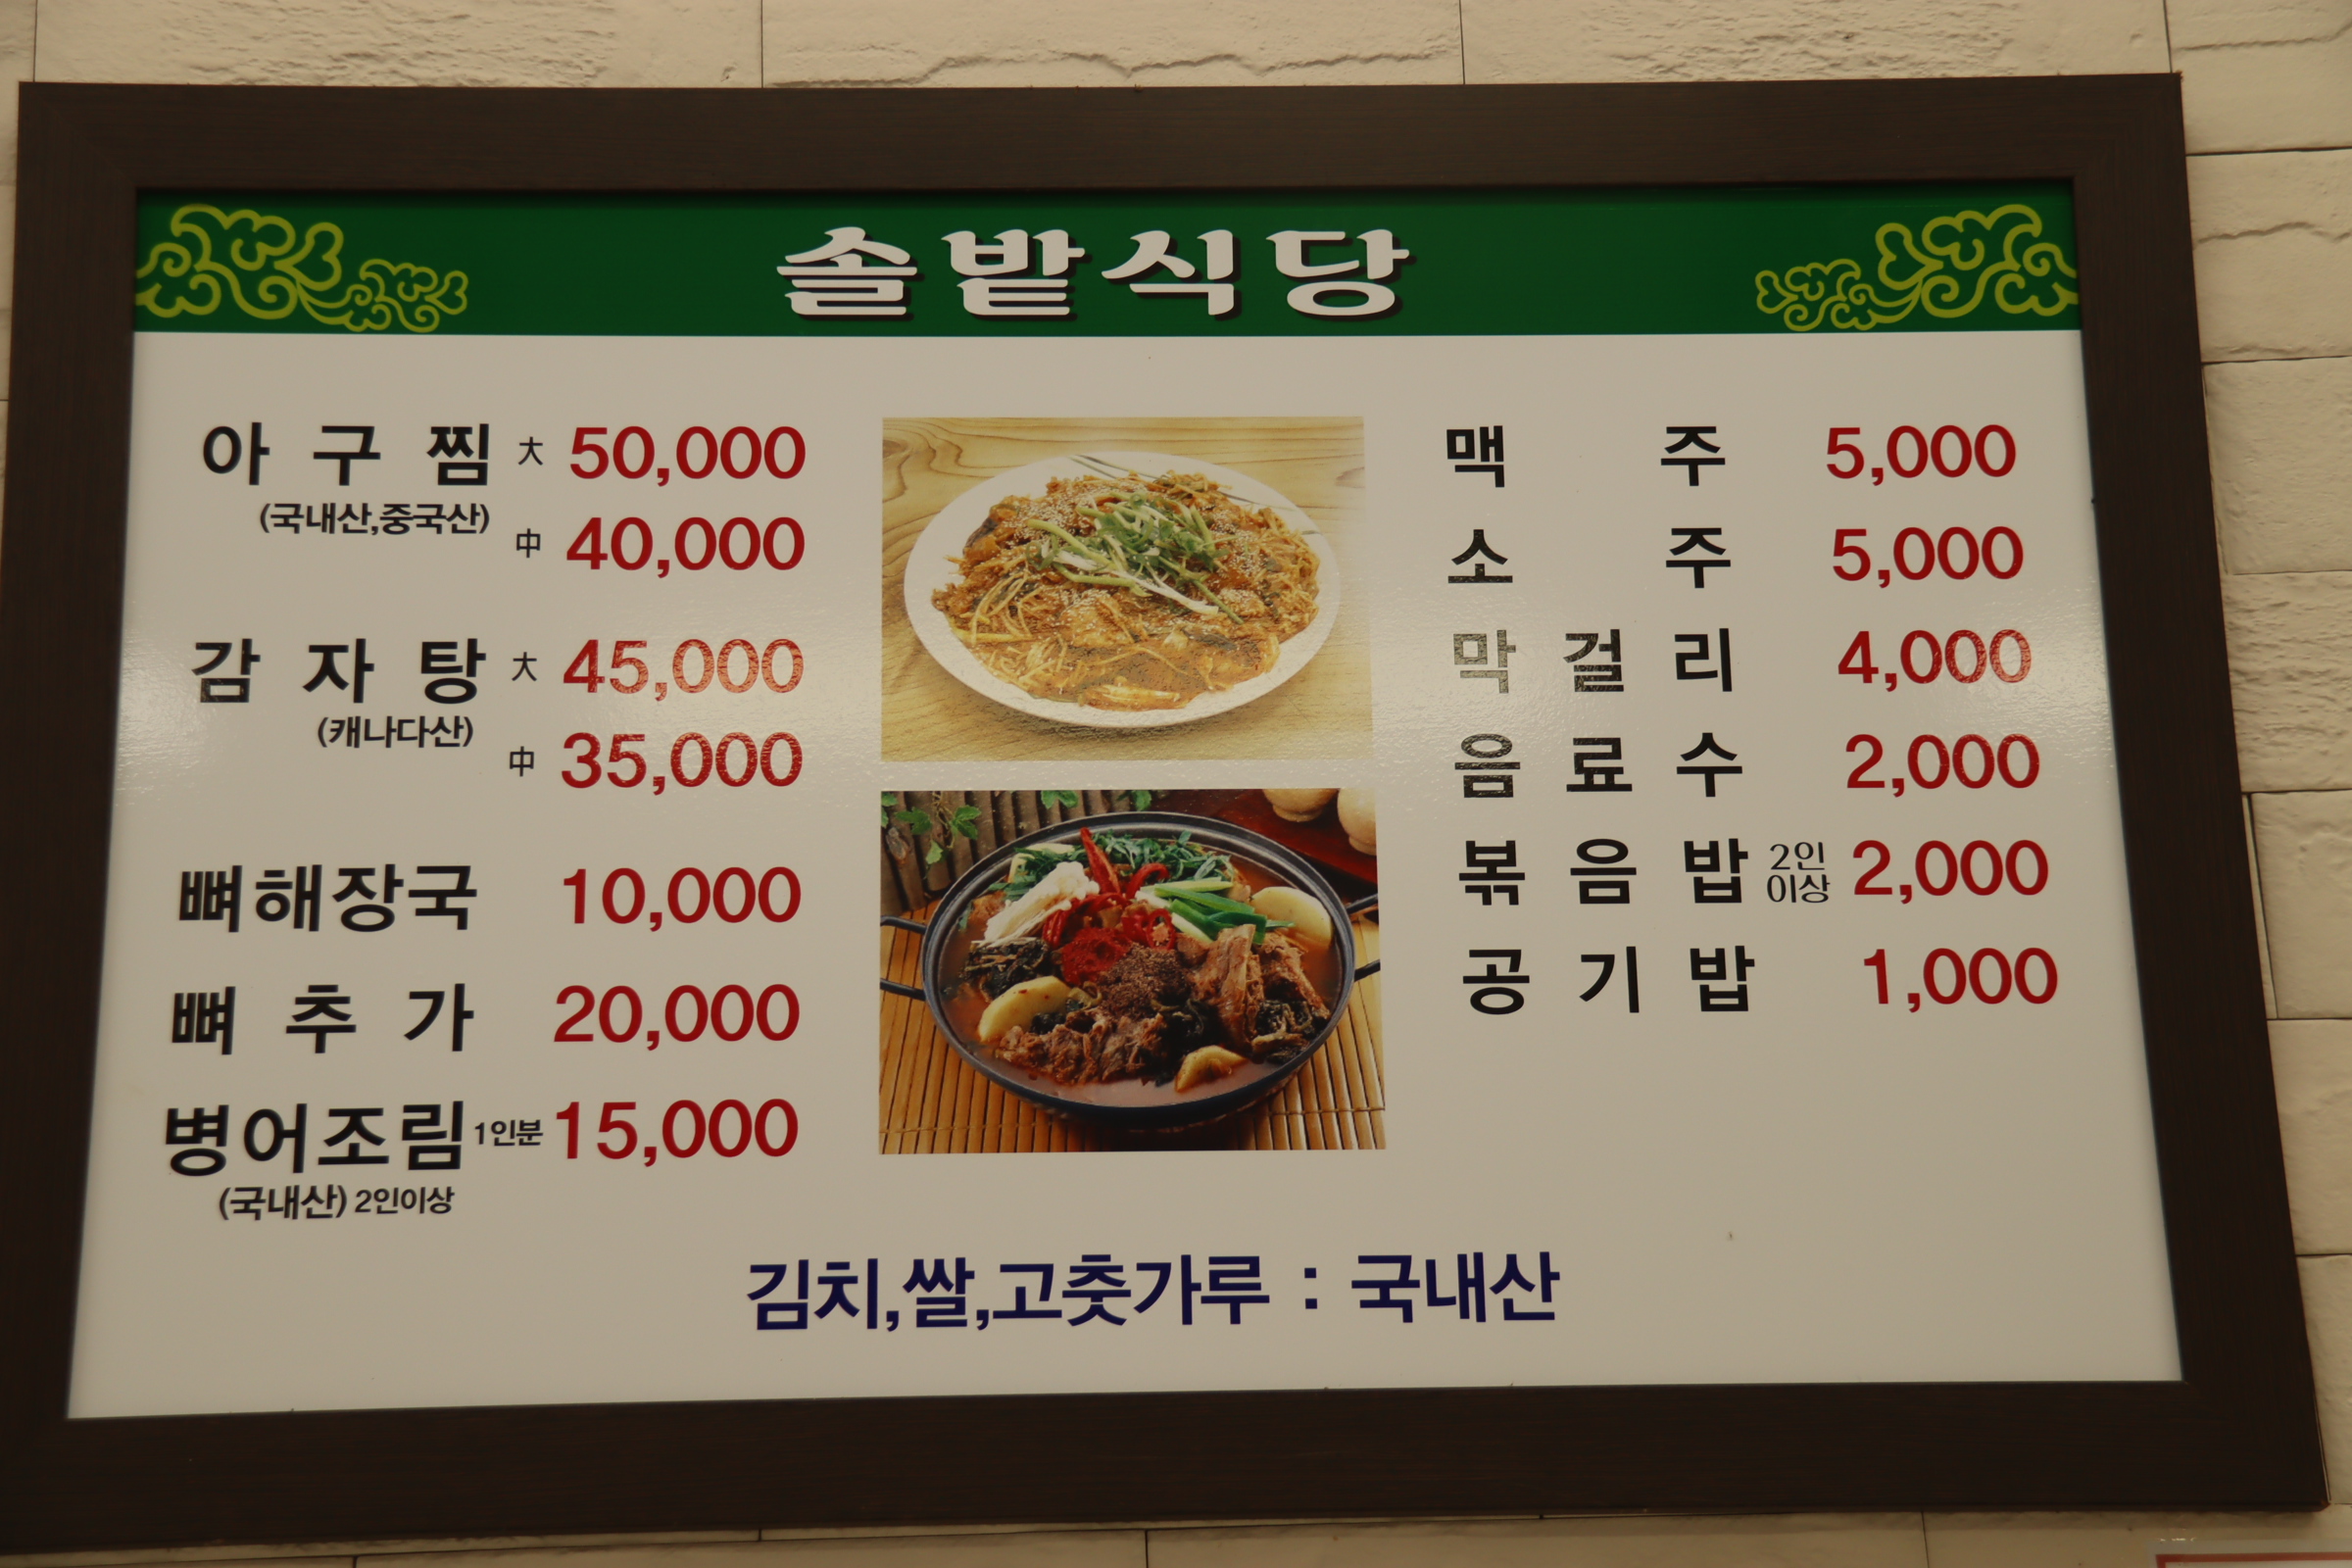 솔밭식당
아구찜 大 50,000
(국내산,중국산)
中 40,000
감자탕 大 45,000
(캐나다산)
中 35,000
뼈해장국 10,000
뼈추가 20,000
병어조림 1인분 15,000
(국내산) 2인이상
맥주 5,000
소주 5,000
막걸리 4,000
음료수 2,000
볶음밥 2인 이상 2,000
공기밥 1,000
김치,쌀,고춧가루 : 국내산